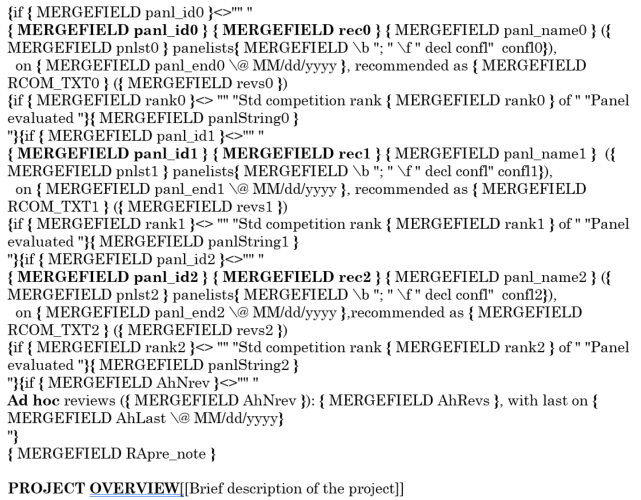 {if { MERGEFIELD panl_id0 }<>"" "
{ MERGEFIELD panl_id0 } { MERGEFIELD rec0 } { MERGEFIELD panl_name0 } ({
MERGEFIELD pnlst0 } panelists{ MERGEFIELD \b "; " \f " decl confl"  confl0}),
on { MERGEFIELD panl_end0 \@ MM/dd/yyyy }, recommended as { MERGEFIELD
RCOM_TXT0 } ({ MERGEFIELD revs0 })
{if { MERGEFIELD rank0 }<> "" "Std competition rank { MERGEFIELD rank0 } of " "Panel
evaluated "}{ MERGEFIELD panlString0 }
"}{if { MERGEFIELD panl_id1 }<>"" "
{ MERGEFIELD panl_id1 } { MERGEFIELD rec1 } { MERGEFIELD panl_name1 }  ({
MERGEFIELD pnlst1 } panelists{ MERGEFIELD \b "; " \f " decl confl" confl1}),
on { MERGEFIELD panl_end1 \@ MM/dd/yyyy }, recommended as { MERGEFIELD
RCOM_TXT1 } ({ MERGEFIELD revs1 })
{if { MERGEFIELD rank1 }<> "" "Std competition rank { MERGEFIELD rank1 } of " "Panel
evaluated "}{ MERGEFIELD panlString1 }
"}{if { MERGEFIELD panl_id2 }<>"" "
{ MERGEFIELD panl_id2 } { MERGEFIELD rec2 } { MERGEFIELD panl_name2 } ({
MERGEFIELD pnlst2 } panelists{ MERGEFIELD \b "; " \f " decl confl"  confl2}),
on { MERGEFIELD panl_end2 \@ MM/dd/yyyy },recommended as { MERGEFIELD
RCOM_TXT2 } ({ MERGEFIELD revs2 })
{if { MERGEFIELD rank2 }<> "" "Std competition rank { MERGEFIELD rank2 } of " "Panel
evaluated "}{ MERGEFIELD panlString2 }
"}{if { MERGEFIELD AhNrev }<>"" "
Ad hoc reviews ({ MERGEFIELD AhNrev }): { MERGEFIELD AhRevs }, with last on {
MERGEFIELD AhLast \@ MM/dd/yyyy}
"}
{ MERGEFIELD RApre_note }
PROJECT OVERVIEW[[Brief description of the project]]